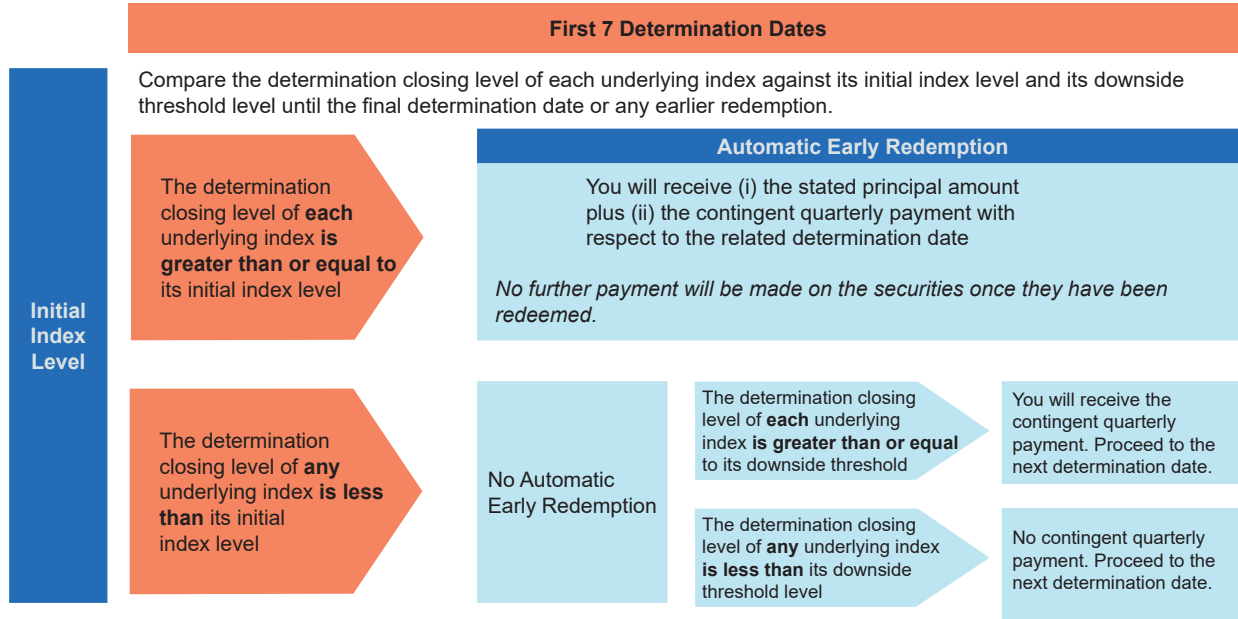 First 7 Determination Dates
Initial
Index
Level
Compare the determination closing level of each underlying index against its initial index level and its downside
threshold level until the final determination date or any earlier redemption.
The determination
closing level of each
underlying index is
greater than or equal to
its initial index level
Automatic Early Redemption
You will receive (i) the stated principal amount
plus (ii) the contingent quarterly payment with
respect to the related determination date
No further payment will be made on the securities once they have been
redeemed.
The determination
closing level of any
underlying index is less
than its initial
index level
No Automatic
Early Redemption
The determination closing
level of each underlying
index is greater than or equal
to its downside threshold
You will receive the
contingent quarterly
payment. Proceed to the
next determination date.
The determination closing
level of any underlying index
is less than its downside
threshold level
No contingent quarterly
payment. Proceed to the
next determination date.